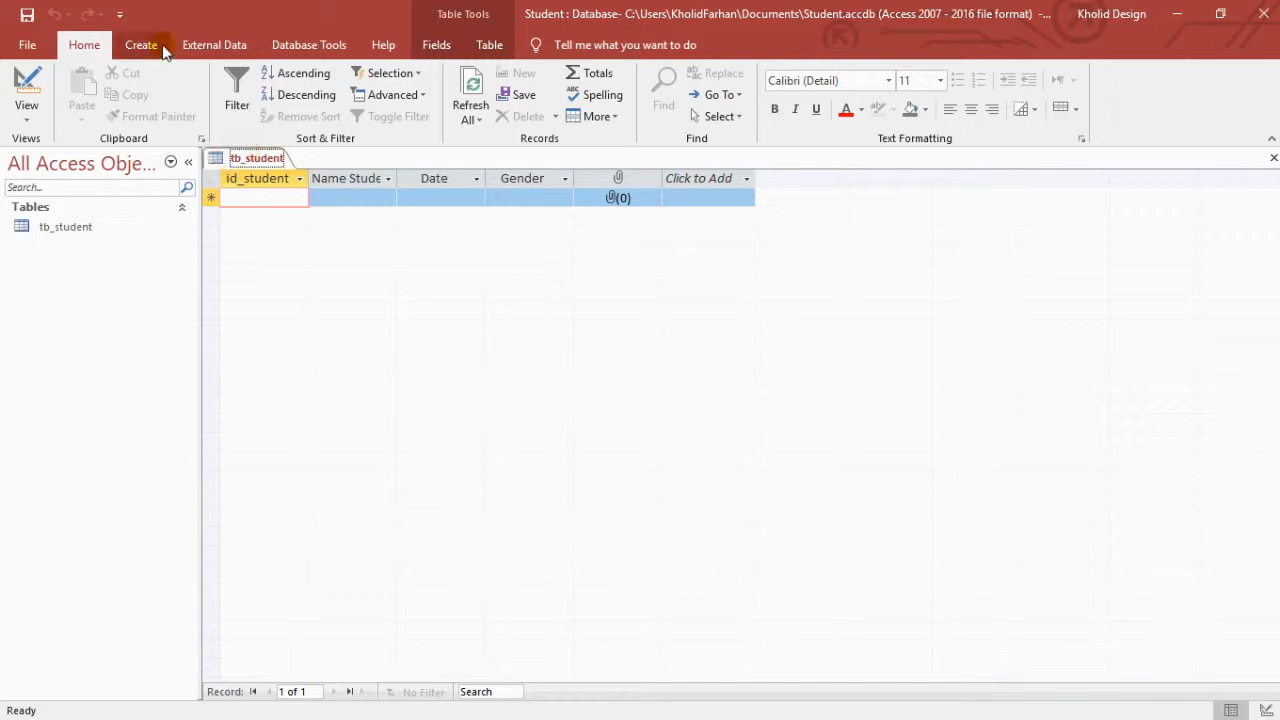 Table Tools
Student : Database- C:\Users\KholidFarhan\Documents\Student.accdb (Access 2007 - 2016 file format) -...
Kholid Design
File
Home
Create
External Data
Database Tools
Help
Fields
Table
Tell me what you want to do
View
Views
Paste
Cut
Copy
Format Painter
Clipboard
Filter
Ascending
Descending
Remove Sort
Selection
Advanced
Toggle Filter
Sort & Filter
Refresh
All
New
Save
Delete
Totals
Spelling
More
Records
Find
Replace
Go To
Select
Find
Calibri (Detail)
11
B I U
A
Text Formatting
All Access Obje...
Search...
Tables
tb_student
tb_student
id_student
Name Stude
Date
Gender
Click to Add
(0)
Record:
1 of 1
No Filter
Search
Ready